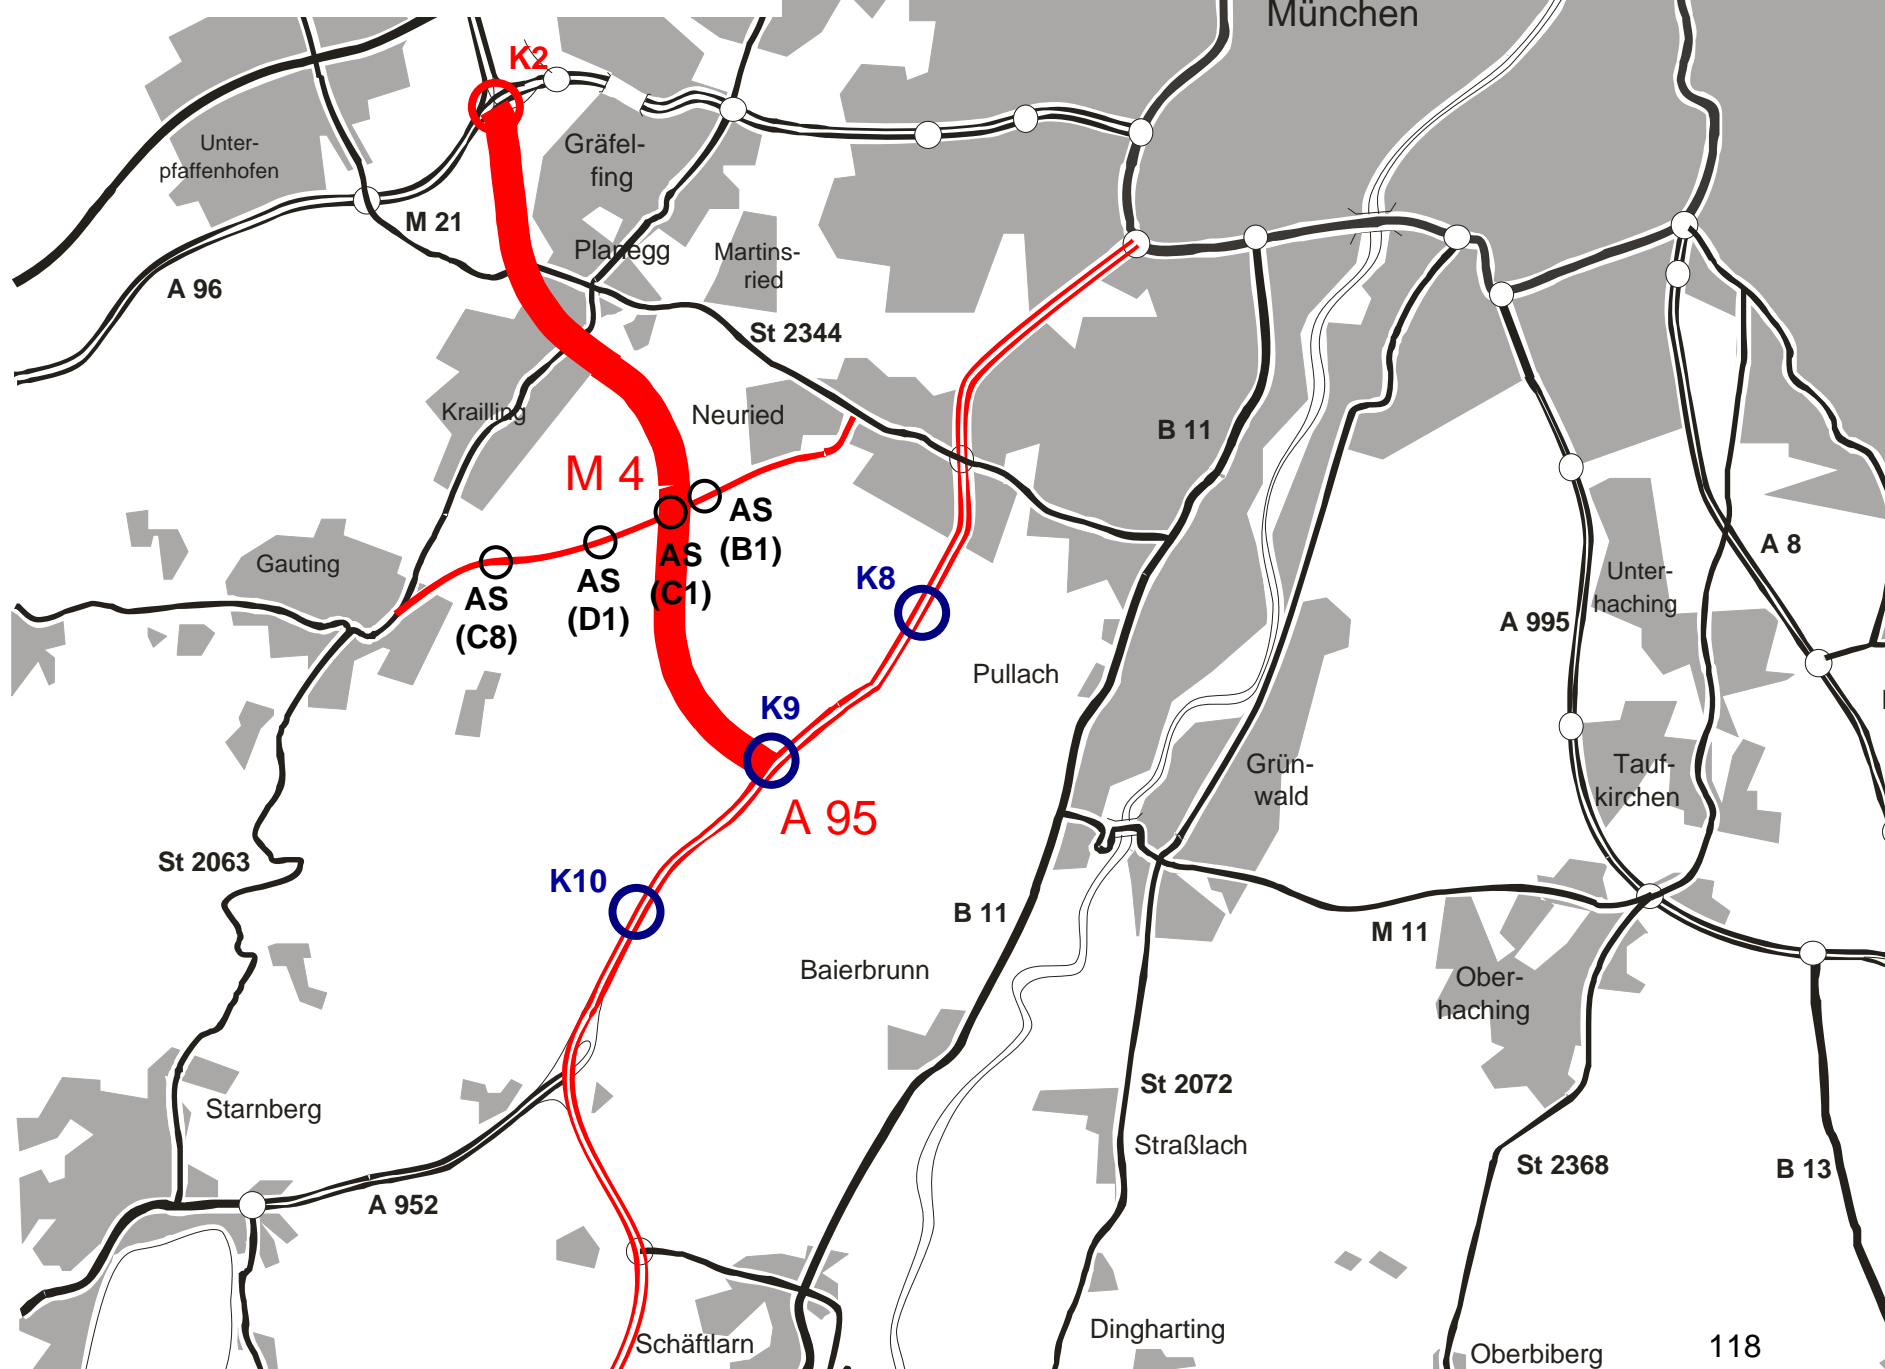 München
K2
Unter-
pfaffenhofen
Gräfel-
fing
M 21
Planegg
Martins-
ried
A 96
St 2344
Krailling
Neuried
B 11
M 4
AS
(B1)
AS
(C1)
AS
(D1)
AS
(C8)
Gauting
K8
A 8
Unter-
haching
A 995
Pullach
K9
A 95
Grün-
wald
Tauf-
kirchen
St 2063
K10
B 11
M 11
Baierbrunn
Ober-
haching
St 2072
Starnberg
Straßlach
St 2368
B 13
A 952
Schäftlarn
Dingharting
Oberbiberg
118